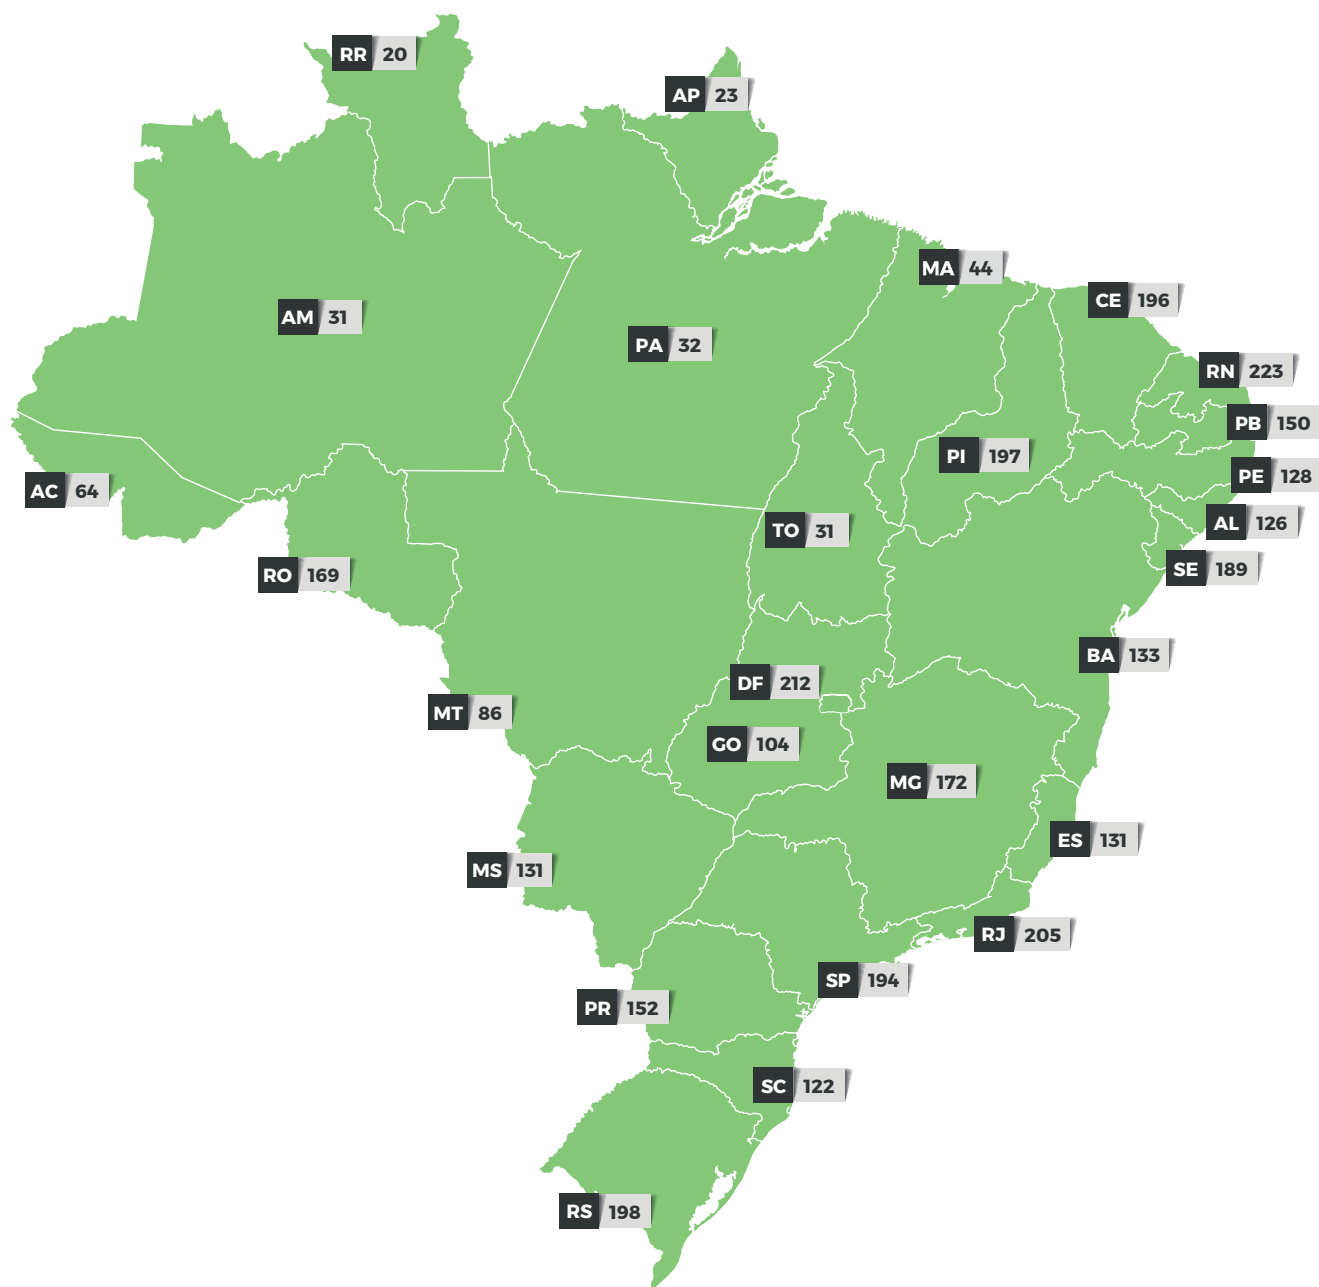 RR 20
AP 23
MA 44
CE 196
AM 31
PA 32
RN 223
PB 150
PI 197
PE 128
AC 64
AL 126
TO 31
SE 189
RO 169
BA 133
DF 212
MT 86
GO 104
MG 172
ES 131
MS 131
RJ 205
SP 194
PR 152
SC 122
RS 198